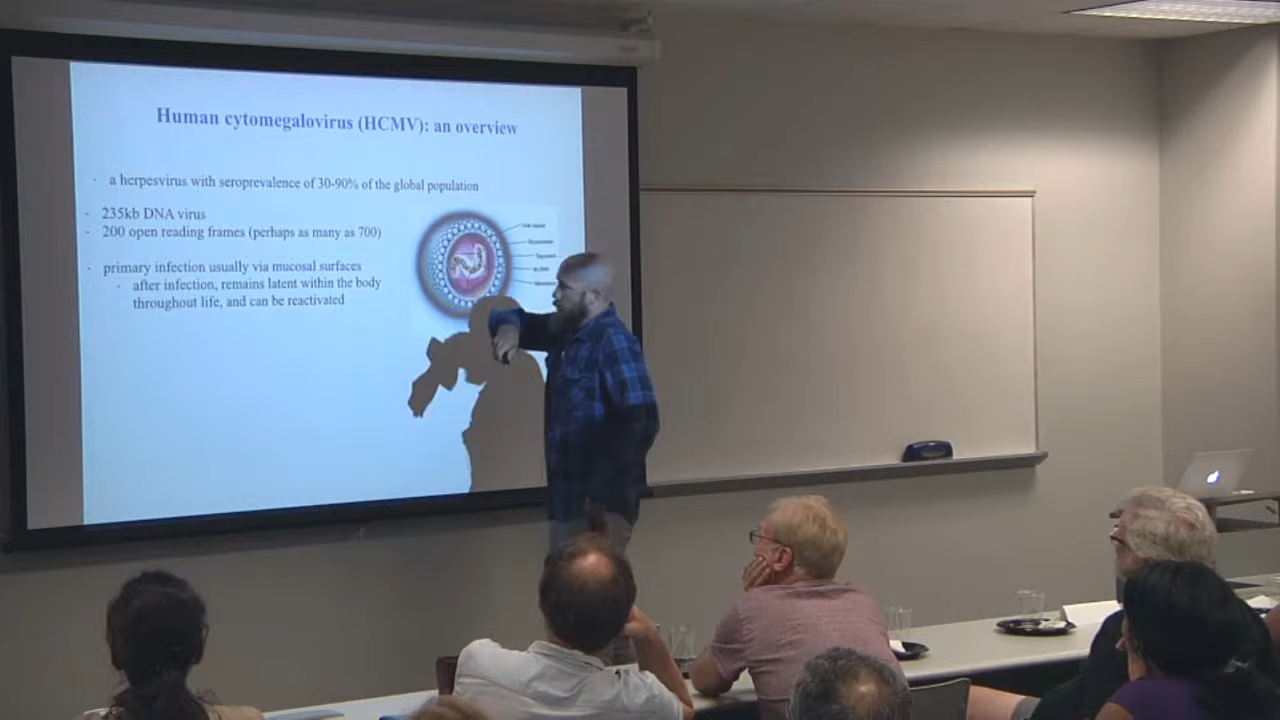 Human cytomegalovirus (HCMV): an overview
- a herpesvirus with seroprevalence of 30-90% of the global population
- 235kb DNA virus
- 200 open reading frames (perhaps as many as 700)
- primary infection usually via mucosal surfaces
- after infection, remains latent within the body
throughout life, and can be reactivated